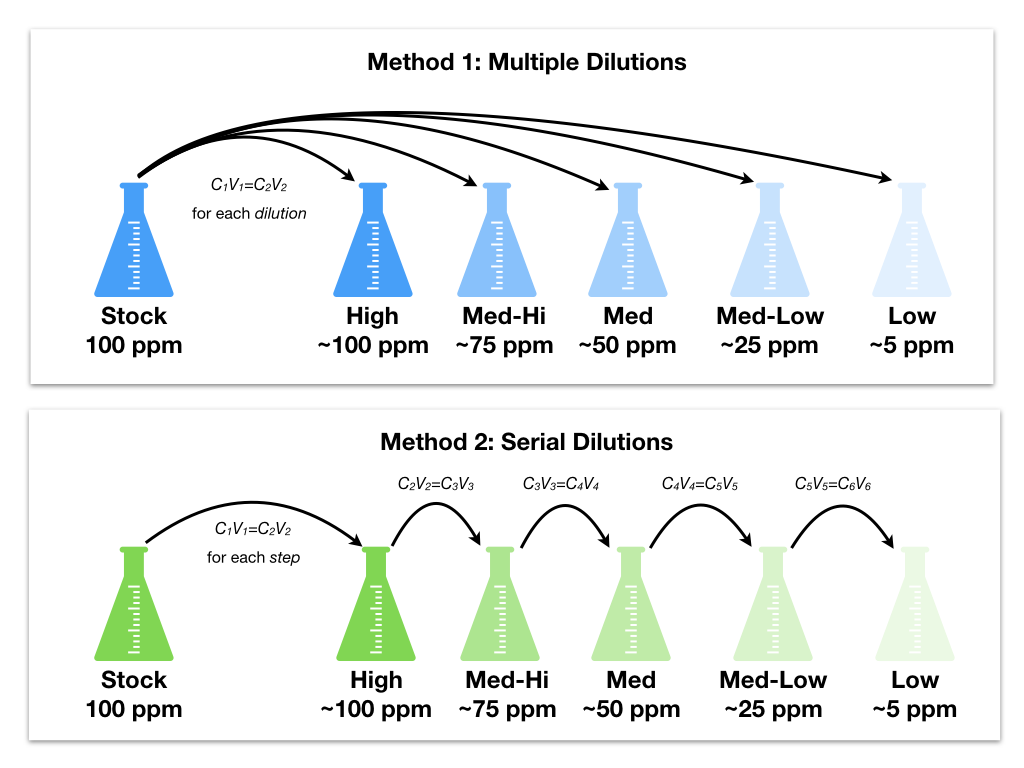 Method 1: Multiple Dilutions
C₁V₁=C₂V₂
for each dilution
Stock
100 ppm
High
~100 ppm
Med-Hi
~75 ppm
Med
~50 ppm
Med-Low
~25 ppm
Low
~5 ppm
Method 2: Serial Dilutions
C₁V₁=C₂V₂
for each step
C₂V₂=C₃V₃
C₃V₃=C₄V₄
C₄V₄=C₅V₅
C₅V₅=C₆V₆
Stock
100 ppm
High
~100 ppm
Med-Hi
~75 ppm
Med
~50 ppm
Med-Low
~25 ppm
Low
~5 ppm